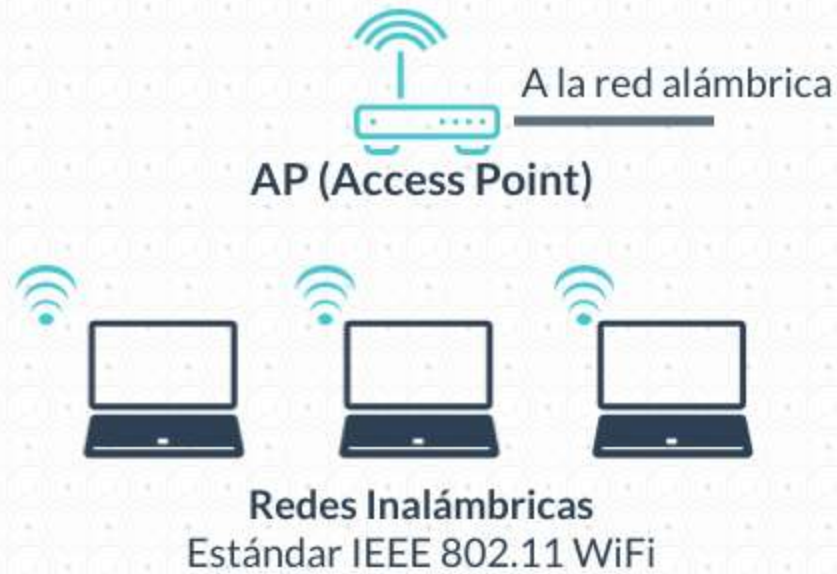 A la red alámbrica
AP (Access Point)
Redes Inalámbricas
Estándar IEEE 802.11 WiFi